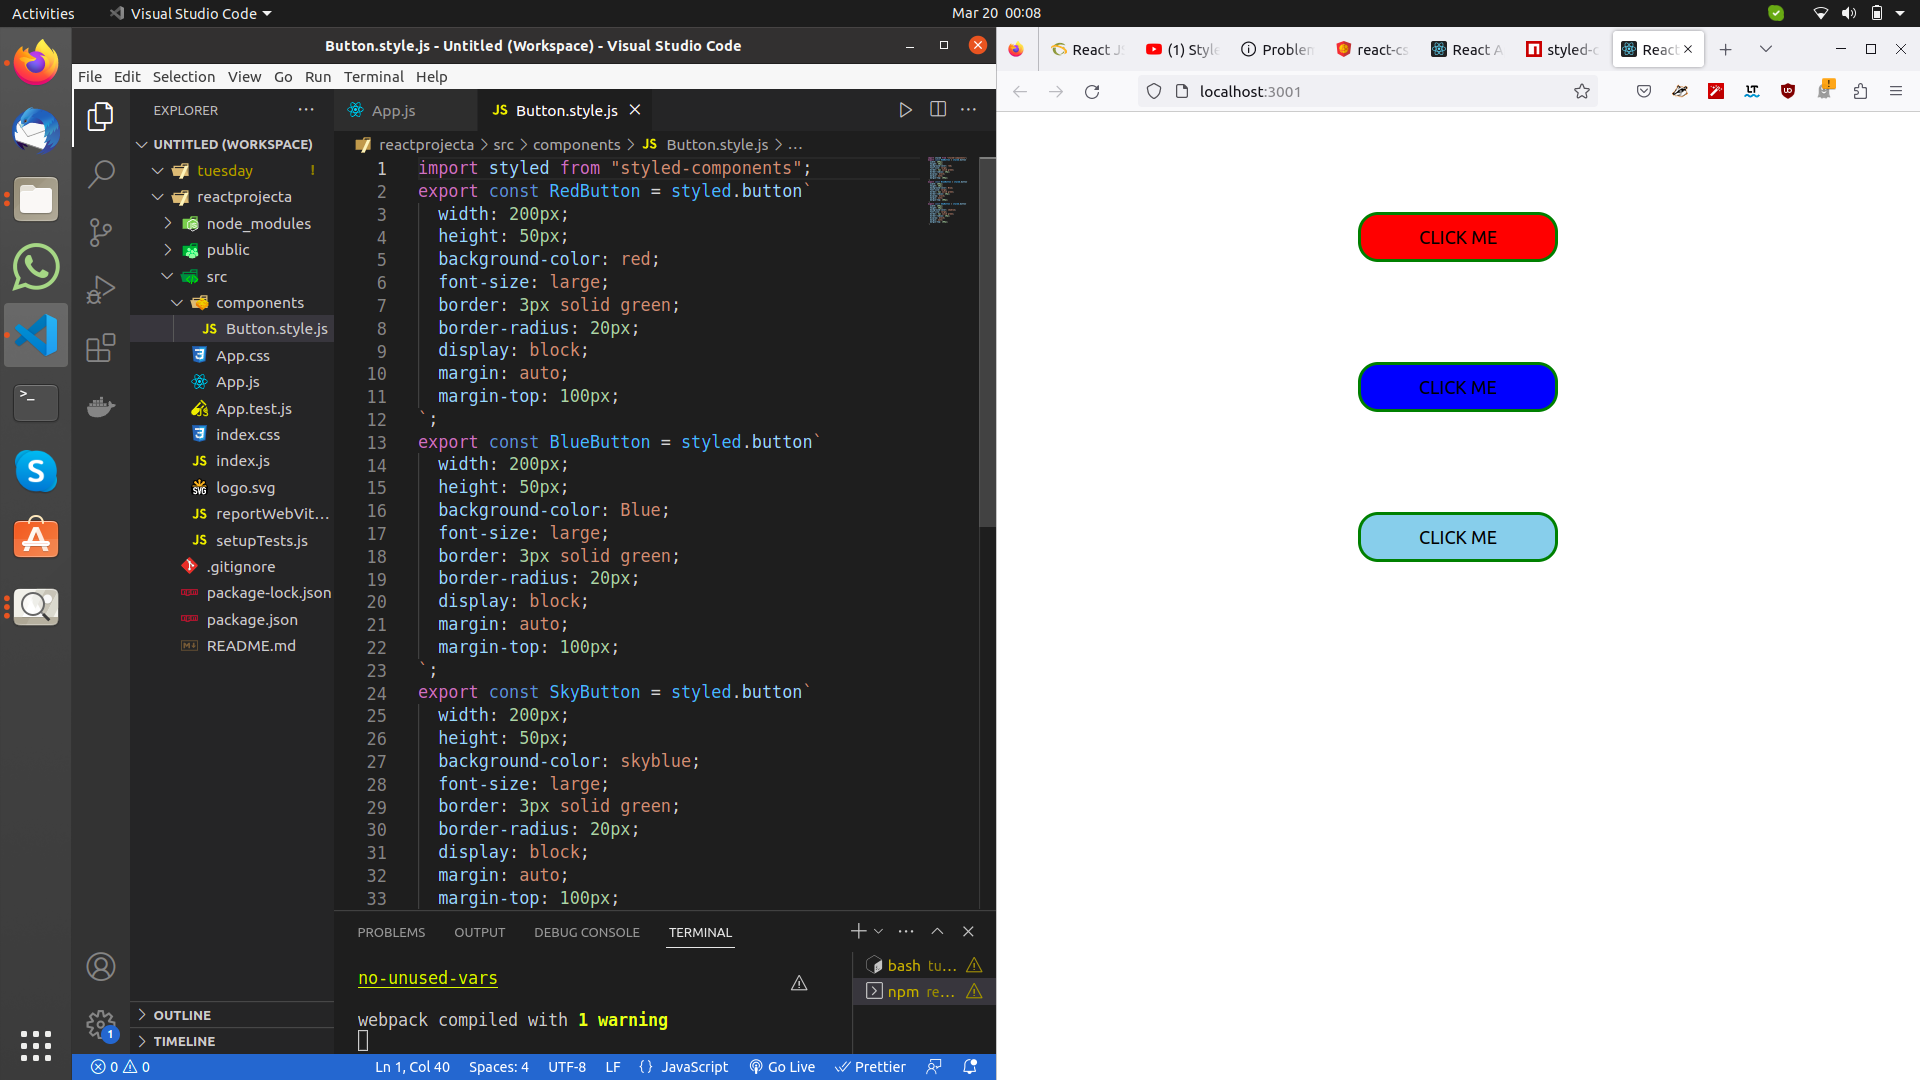 Activities
Visual Studio Code
Mar 20 00:08
Button.style.js - Untitled (Workspace) - Visual Studio Code
File Edit Selection View Go Run Terminal Help
EXPLORER
UNTITLED (WORKSPACE)
tuesday !
reactprojecta
node_modules
public
src
components
JS Button.style.js
App.css
App.js
App.test.js
index.css
JS index.js
SVG logo.svg
JS reportWebVit...
JS setupTests.js
.gitignore
package-lock.json
package.json
README.md
OUTLINE
TIMELINE
App.js
JS Button.style.js
reactprojecta > src > components > JS Button.style.js > ...
1 import styled from "styled-components";
2 export const RedButton = styled.button`
3 width: 200px;
4 height: 50px;
5 background-color: red;
6 font-size: large;
7 border: 3px solid green;
8 border-radius: 20px;
9 display: block;
10 margin: auto;
11 margin-top: 100px;
12 `;
13 export const BlueButton = styled.button`
14 width: 200px;
15 height: 50px;
16 background-color: Blue;
17 font-size: large;
18 border: 3px solid green;
19 border-radius: 20px;
20 display: block;
21 margin: auto;
22 margin-top: 100px;
23 `;
24 export const SkyButton = styled.button`
25 width: 200px;
26 height: 50px;
27 background-color: skyblue;
28 font-size: large;
29 border: 3px solid green;
30 border-radius: 20px;
31 display: block;
32 margin: auto;
33 margin-top: 100px;
PROBLEMS OUTPUT DEBUG CONSOLE TERMINAL
no-unused-vars
webpack compiled with 1 warning
bash tu...
npm re...
1
0 0
Ln 1, Col 40 Spaces: 4 UTF-8 LF {} JavaScript Go Live Prettier
React JS
(1) Style
Problem
react-cs
React A
styled-c
React
localhost:3001
CLICK ME
CLICK ME
CLICK ME